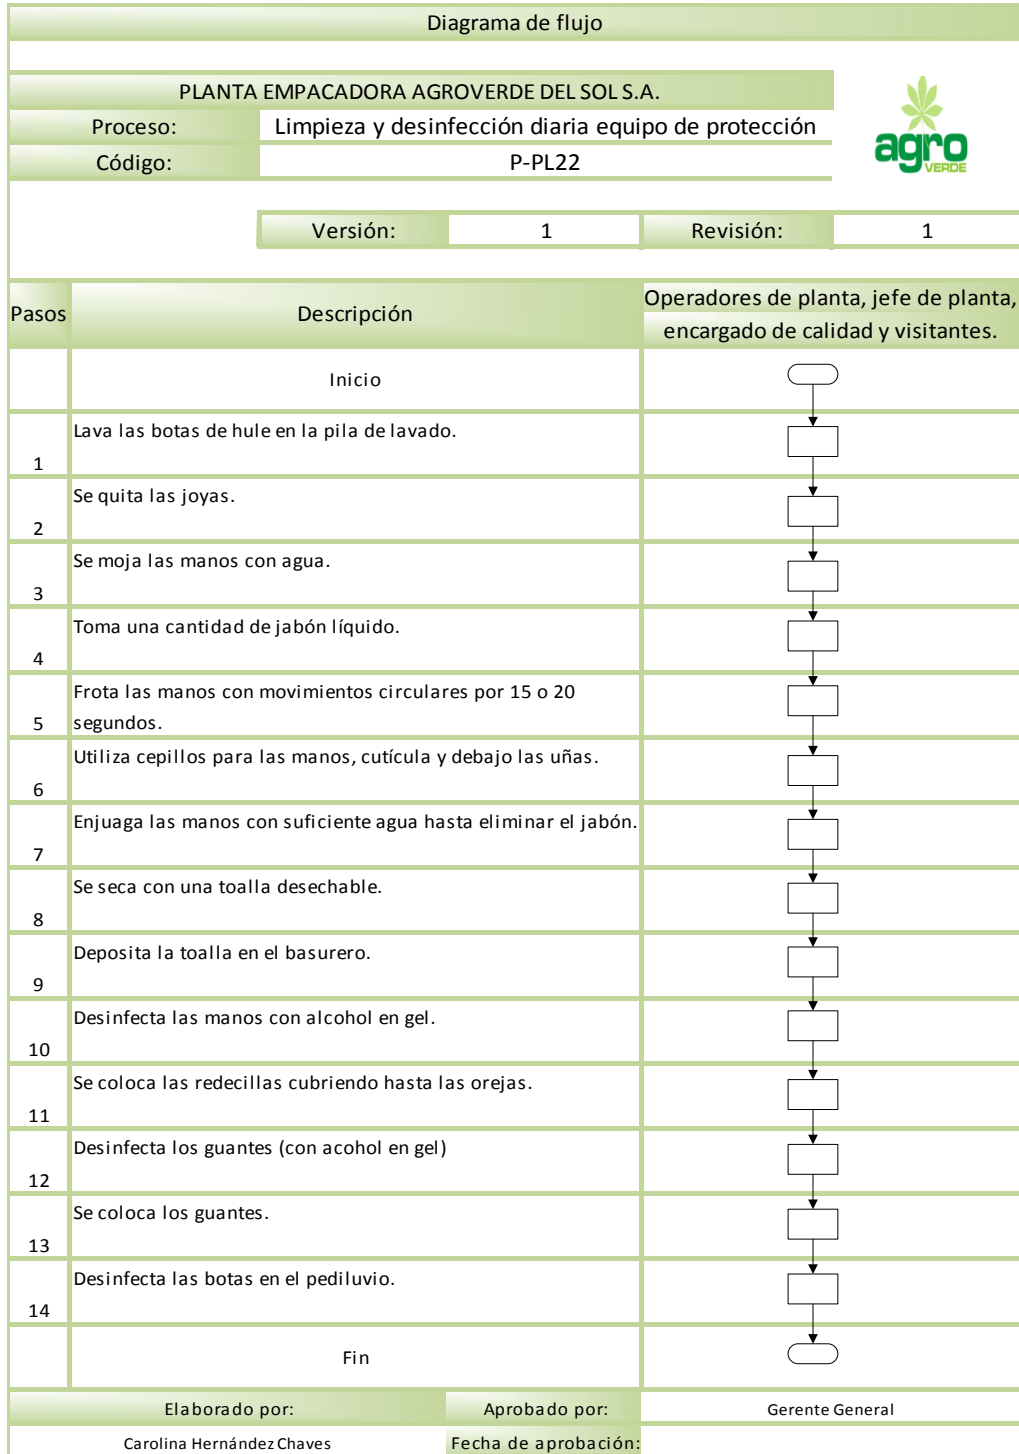 Diagrama de flujo
PLANTA EMPACADORA AGROVERDE DEL SOL S.A.
Proceso: Limpieza y desinfección diaria equipo de protección
Código: P-PL22
agro
VERDE
Versión: 1 Revisión: 1
Pasos Descripción Operadores de planta, jefe de planta,
encargado de calidad y visitantes.
Inicio
Lava las botas de hule en la pila de lavado.
1
Se quita las joyas.
2
Se moja las manos con agua.
3
Toma una cantidad de jabón líquido.
4
Frota las manos con movimientos circulares por 15 o 20
5 segundos.
Utiliza cepillos para las manos, cutícula y debajo las uñas.
6
Enjuaga las manos con suficiente agua hasta eliminar el jabón.
7
Se seca con una toalla desechable.
8
Deposita la toalla en el basurero.
9
Desinfecta las manos con alcohol en gel.
10
Se coloca las redecillas cubriendo hasta las orejas.
11
Desinfecta los guantes (con acohol en gel)
12
Se coloca los guantes.
13
Desinfecta las botas en el pediluvio.
14
Fin
Elaborado por: Aprobado por: Gerente General
Carolina Hernández Chaves Fecha de aprobación: